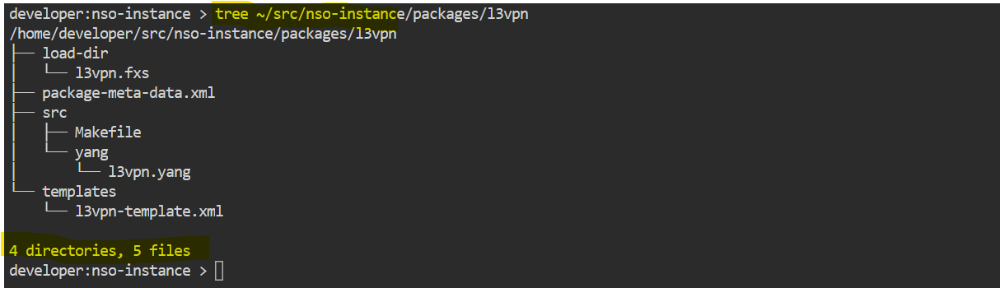 developer:nso-instance > tree ~/src/nso-instance/packages/l3vpn
/home/developer/src/nso-instance/packages/l3vpn
├── load-dir
│   └── l3vpn.fxs
├── package-meta-data.xml
├── src
│   ├── Makefile
│   └── yang
│       └── l3vpn.yang
└── templates
    └── l3vpn-template.xml
4 directories, 5 files
developer:nso-instance >